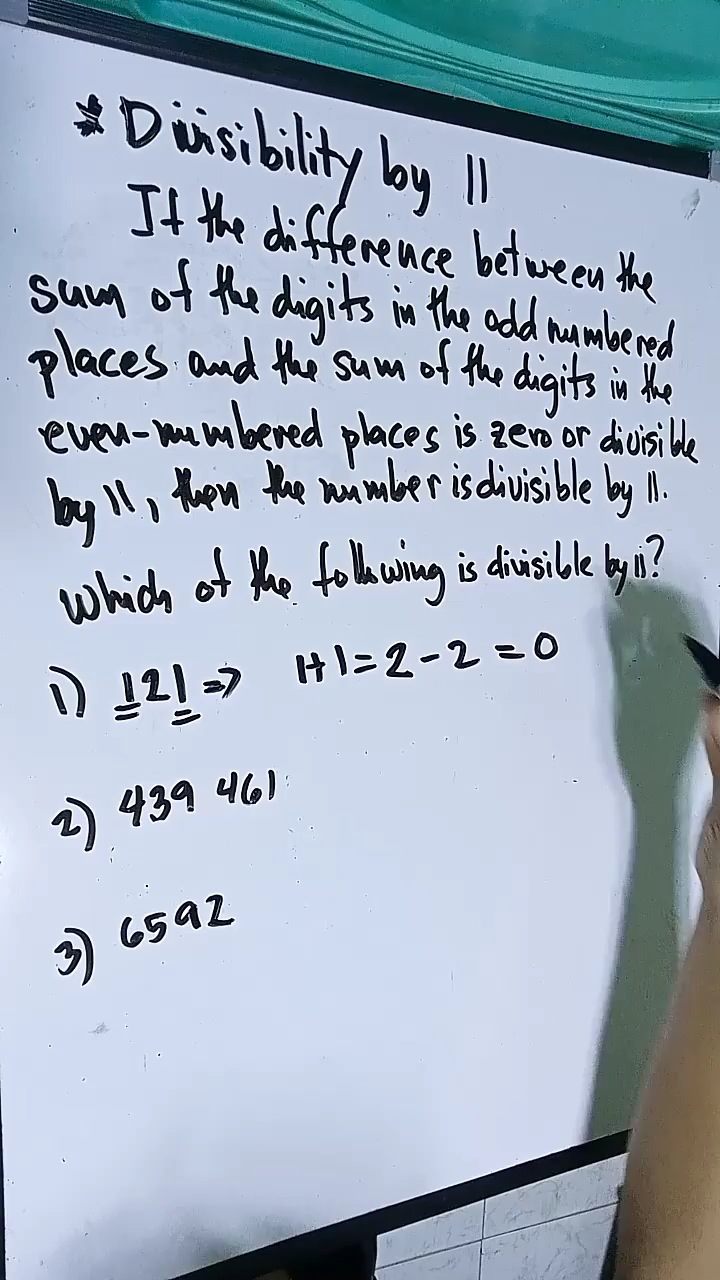 * Divisibility by 11
If the difference between the
sum of the digits in the odd numbered
places and the sum of the digits in the
even-numbered places is zero or divisible
by 11, then the number is divisible by 11.
Which of the following is divisible by 11?
1) 121 => 1+1=2-2=0
2) 439 461
3) 6592